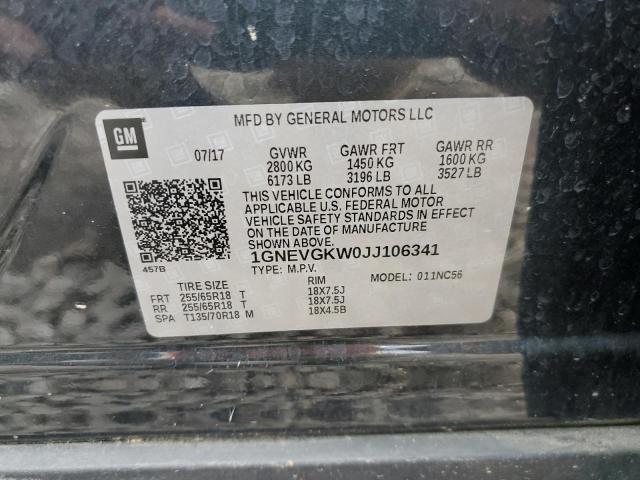 MFD BY GENERAL MOTORS LLC
GM
07/17 GVWR GAWR FRT GAWR RR
2800 KG 1450 KG 1600 KG
6173 LB 3196 LB 3527 LB
THIS VEHICLE CONFORMS TO ALL
APPLICABLE U.S. FEDERAL MOTOR
VEHICLE SAFETY STANDARDS IN EFFECT
ON THE DATE OF MANUFACTURE
SHOWN ABOVE.
457B
1GNEVGKW0JJ106341
TYPE: M.P.V. MODEL: 011NC56
TIRE SIZE RIM
FRT 255/65R18 T 18X7.5J
RR 255/65R18 T 18X7.5J
SPA T135/70R18 M 18X4.5B